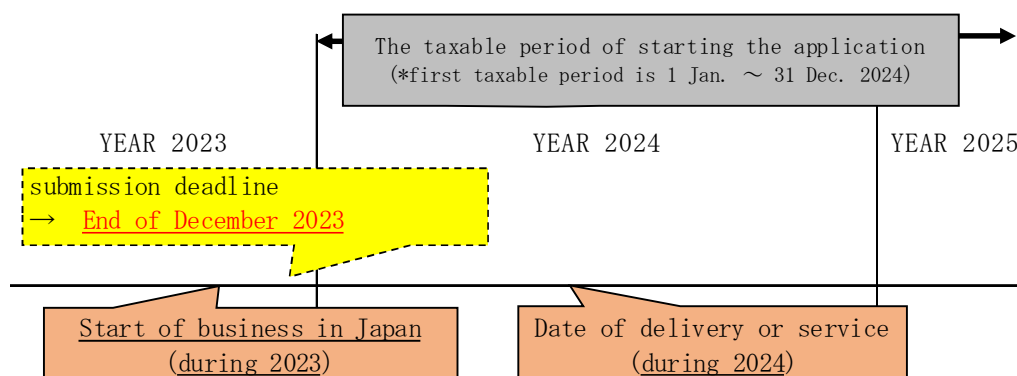 The taxable period of starting the application
(*first taxable period is 1 Jan. ～ 31 Dec. 2024)
YEAR 2023
YEAR 2024
YEAR 2025
submission deadline
→ End of December 2023
Start of business in Japan
(during 2023)
Date of delivery or service
(during 2024)